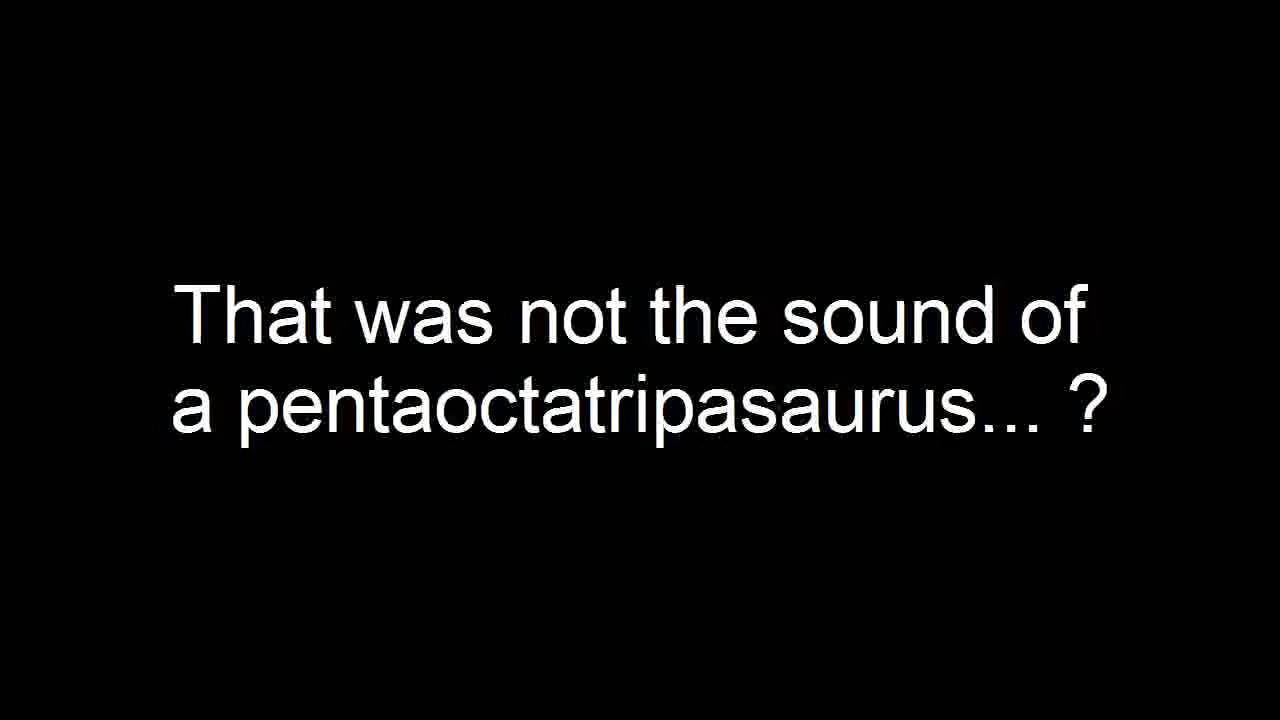 That was not the sound of
a pentaoctatripasaurus... ?